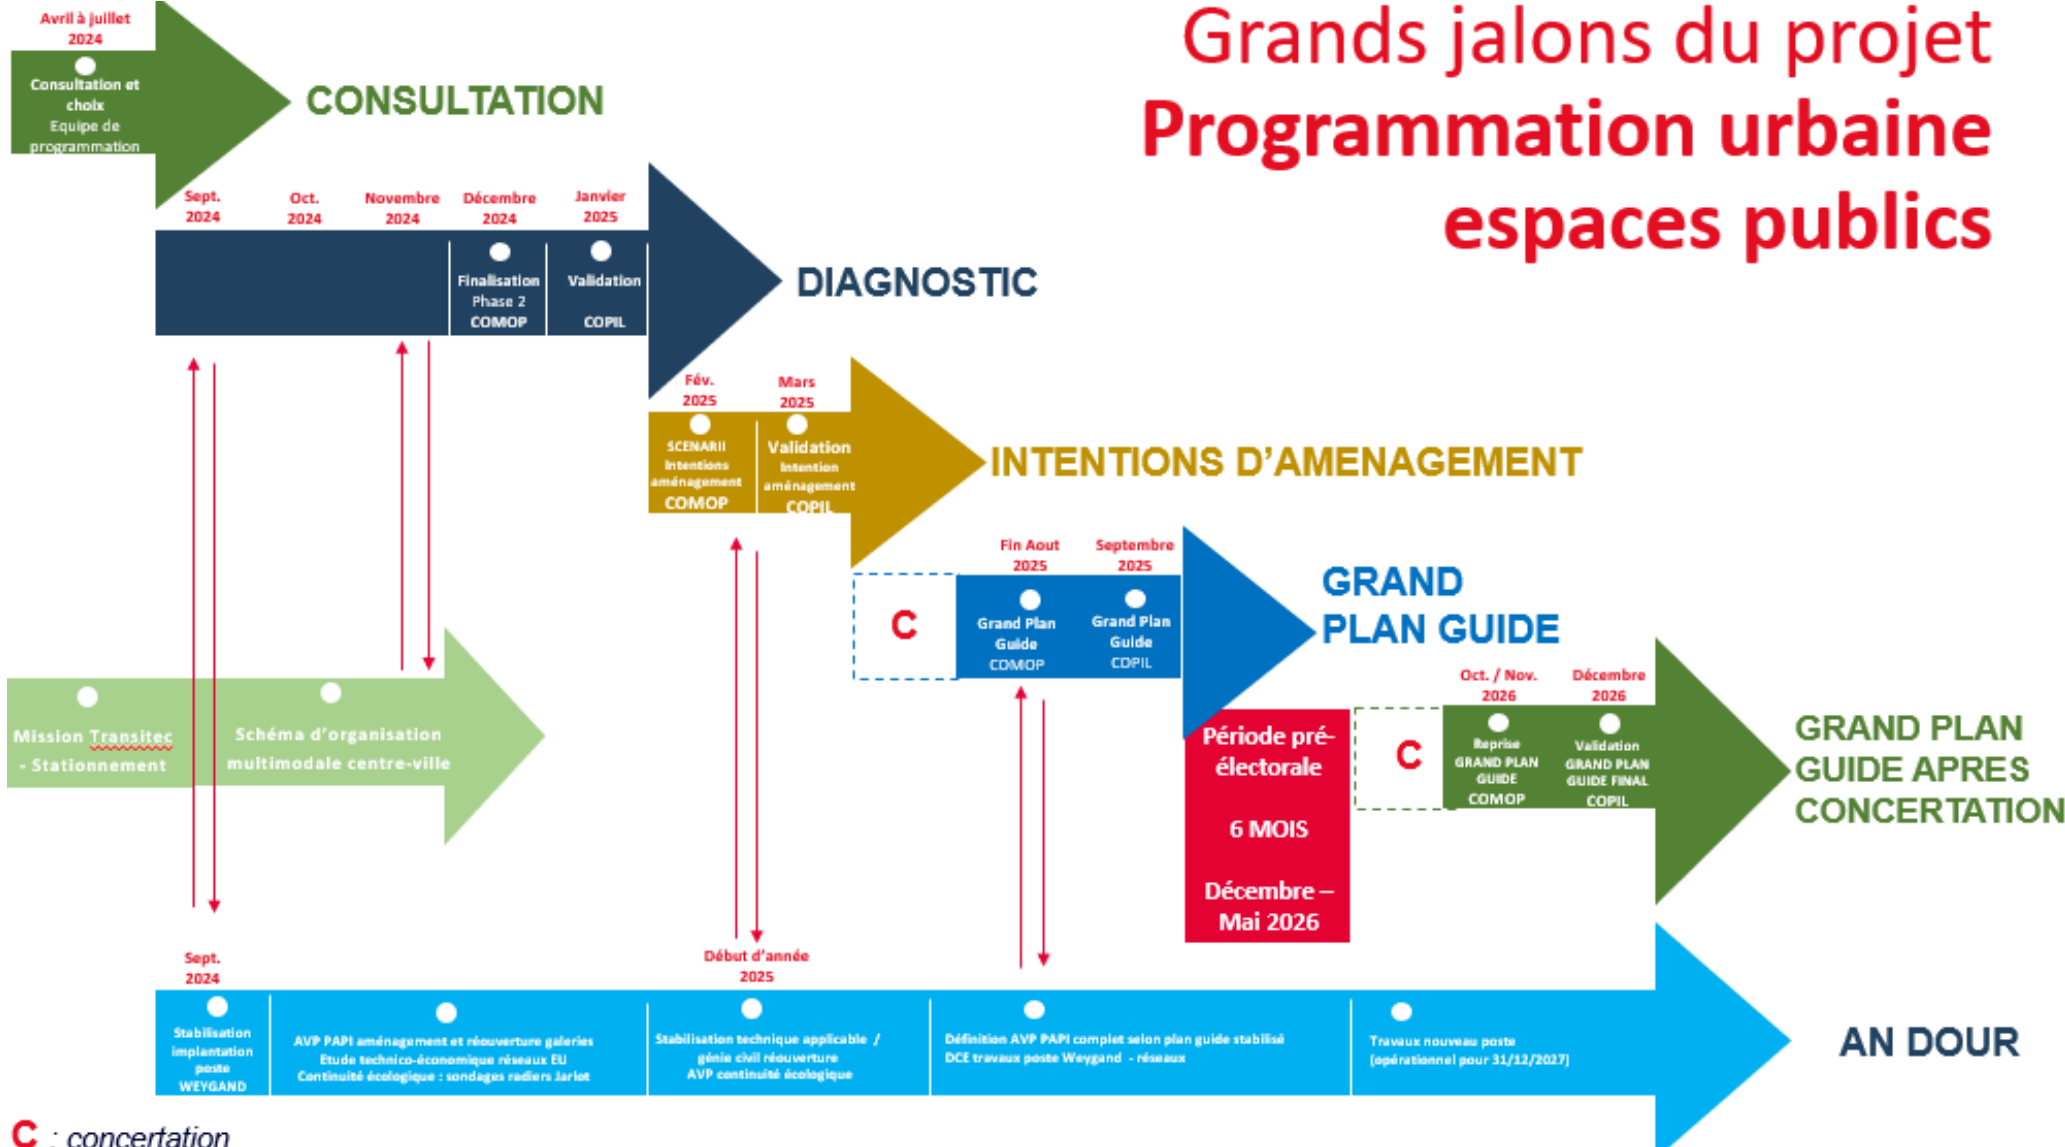 Grands jalons du projet
Programmation urbaine
espaces publics
Avril à juillet
2024
Consultation et
choix
Equipe de
programmation
CONSULTATION
Sept.
2024
Oct.
2024
Novembre
2024
Décembre
2024
Janvier
2025
Finalisation
Phase 2
COMOP
Validation
COPIL
DIAGNOSTIC
Fév.
2025
Mars
2025
SCENARII
Intentions
aménagement
COMOP
Validation
Intention
aménagement
COPIL
INTENTIONS D’AMENAGEMENT
C
Fin Aout
2025
Septembre
2025
Grand Plan
Guide
COMOP
Grand Plan
Guide
COPIL
GRAND
PLAN GUIDE
Mission Transitec
- Stationnement
Schéma d’organisation
multimodale centre-ville
Période pré-
électorale
6 MOIS
Décembre –
Mai 2026
C
Oct. / Nov.
2026
Décembre
2026
Reprise
GRAND PLAN
GUIDE
COMOP
Validation
GRAND PLAN
GUIDE FINAL
COPIL
GRAND PLAN
GUIDE APRES
CONCERTATION
Sept.
2024
Début d’année
2025
Stabilisation
implantation
poste
WEYGAND
AVP PAPI aménagement et réouverture galeries
Etude technico-économique réseaux EU
Continuité écologique : sondages radiers Jarlot
Stabilisation technique applicable /
génie civil réouverture
AVP continuité écologique
Définition AVP PAPI complet selon plan guide stabilisé
DCE travaux poste Weygand - réseaux
Travaux nouveau poste
(opérationnel pour 31/12/2027)
AN DOUR
C : concertation